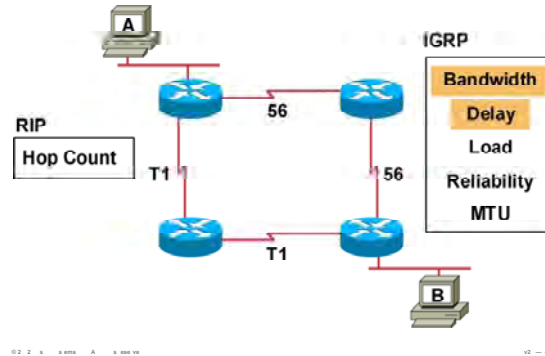 A
IGRP
Bandwidth
Delay
Load
Reliability
MTU
RIP
Hop Count
56
T1
56
T1
B